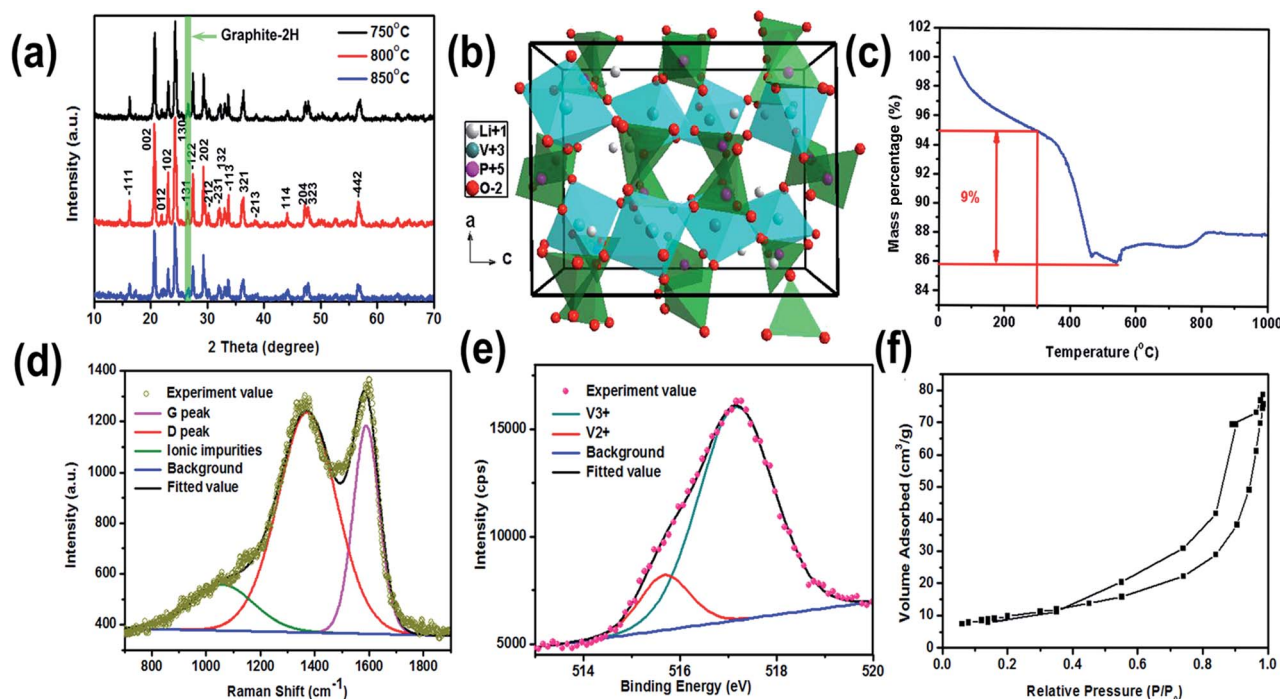 (a)
Graphite-2H
750°C
800°C
850°C
002
130
-111
012
-102
-131
-122
202
-212
-231
132
-113
321
-213
114
204
323
-442
Intensity (a.u.)
10 20 30 40 50 60 70
2 Theta (degree)
(b)
Li+1
V+3
P+5
O-2
a
c
(c)
102
100
98
96
94
92
90
88
86
84
83
9%
Mass percentage (%)
0 200 400 600 800 1000
Temperature (°C)
(d)
1400
1200
1000
800
600
400
Experiment value
G peak
D peak
Ionic impurities
Background
Fitted value
Intensity (a.u.)
800 1000 1200 1400 1600 1800
Raman Shift (cm-1)
(e)
15000
10000
5000
Experiment value
V3+
V2+
Background
Fitted value
Intensity (cps)
514 516 518 520
Binding Energy (eV)
(f)
80
70
60
50
40
30
20
10
0
Volume Adsorbed (cm3/g)
0.0 0.2 0.4 0.6 0.8 1.0
Relative Pressure (P/P0)